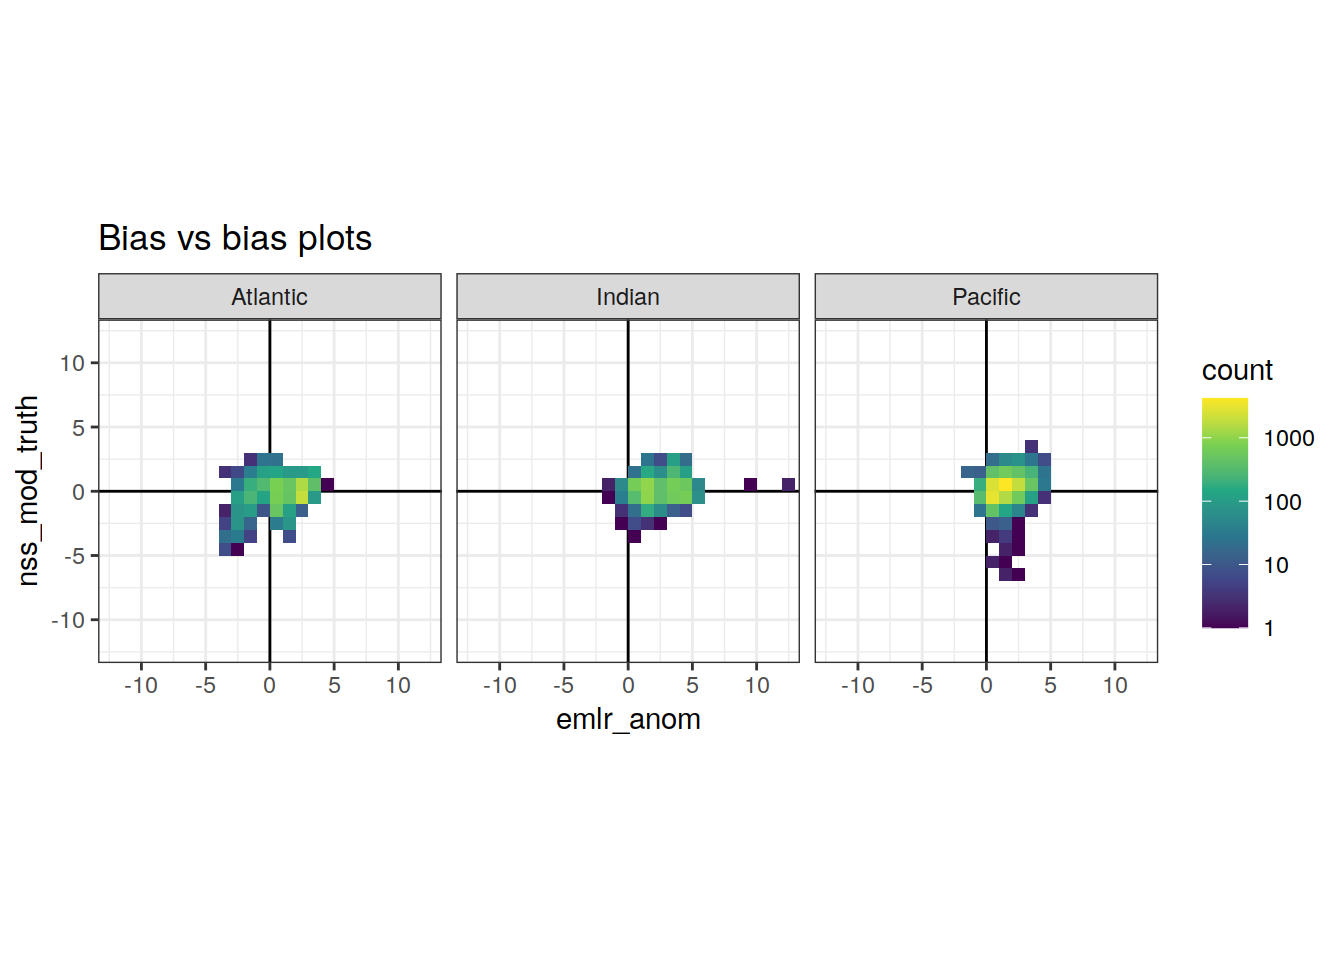 Bias vs bias plots
Atlantic
Indian
Pacific
nss_mod_truth
10
5
0
-5
-10
-10 -5 0 5 10
-10 -5 0 5 10
-10 -5 0 5 10
emlr_anom
count
1000
100
10
1